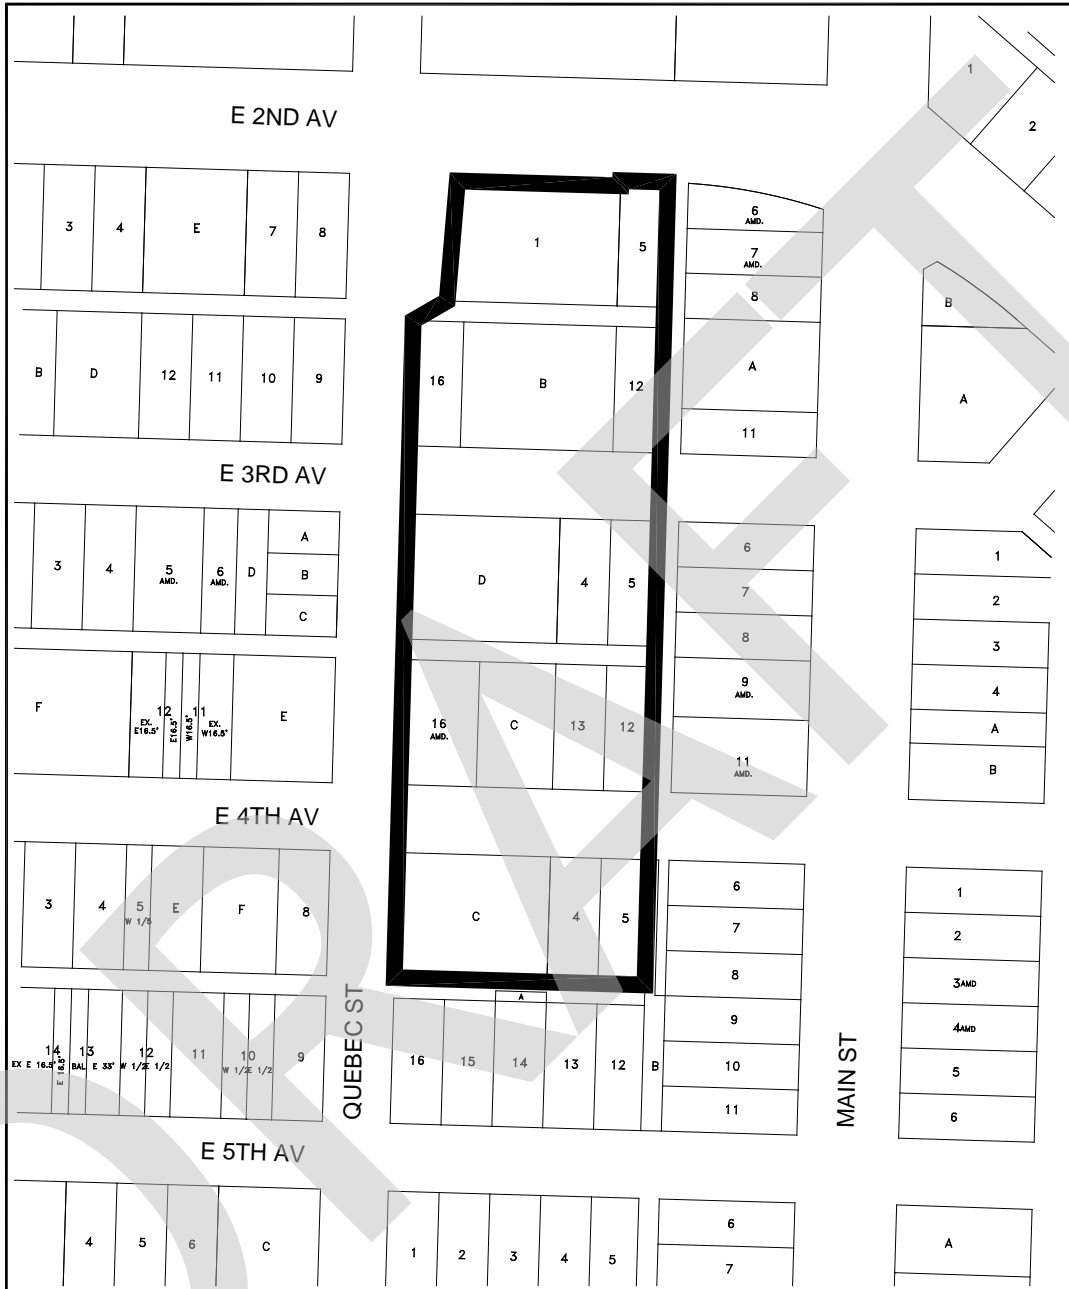 1
2
E 2ND AV
3 4 E 7 8
1 5
6
AMD.
7
AMD.
8
A
11
B
A
B D 12 11 10 9
16 B 12
E 3RD AV
3 4 5 6 D
AMD. AMD.
A
B
C
D 4 5
6
7
8
9
AMD.
11
AMD.
1
2
3
4
A
B
F 12 11 E
EX. E16.5' E16.5' W16.5' EX. W16.5'
16 C 13 12
AMD.
E 4TH AV
3 4 5 E F 8
W 1/5
C 4 5
6
7
8
9
10
11
1
2
3AMD
4AMD
5
6
14 13 12 11 10 9
EX E 16.5' E 16.5' BAL E 33' W 1/2 E 1/2 W 1/2 E 1/2
A
16 15 14 13 12 B
QUEBEC ST
MAIN ST
E 5TH AV
4 5 6 C
1 2 3 4 5
6
7
A
DRAFT